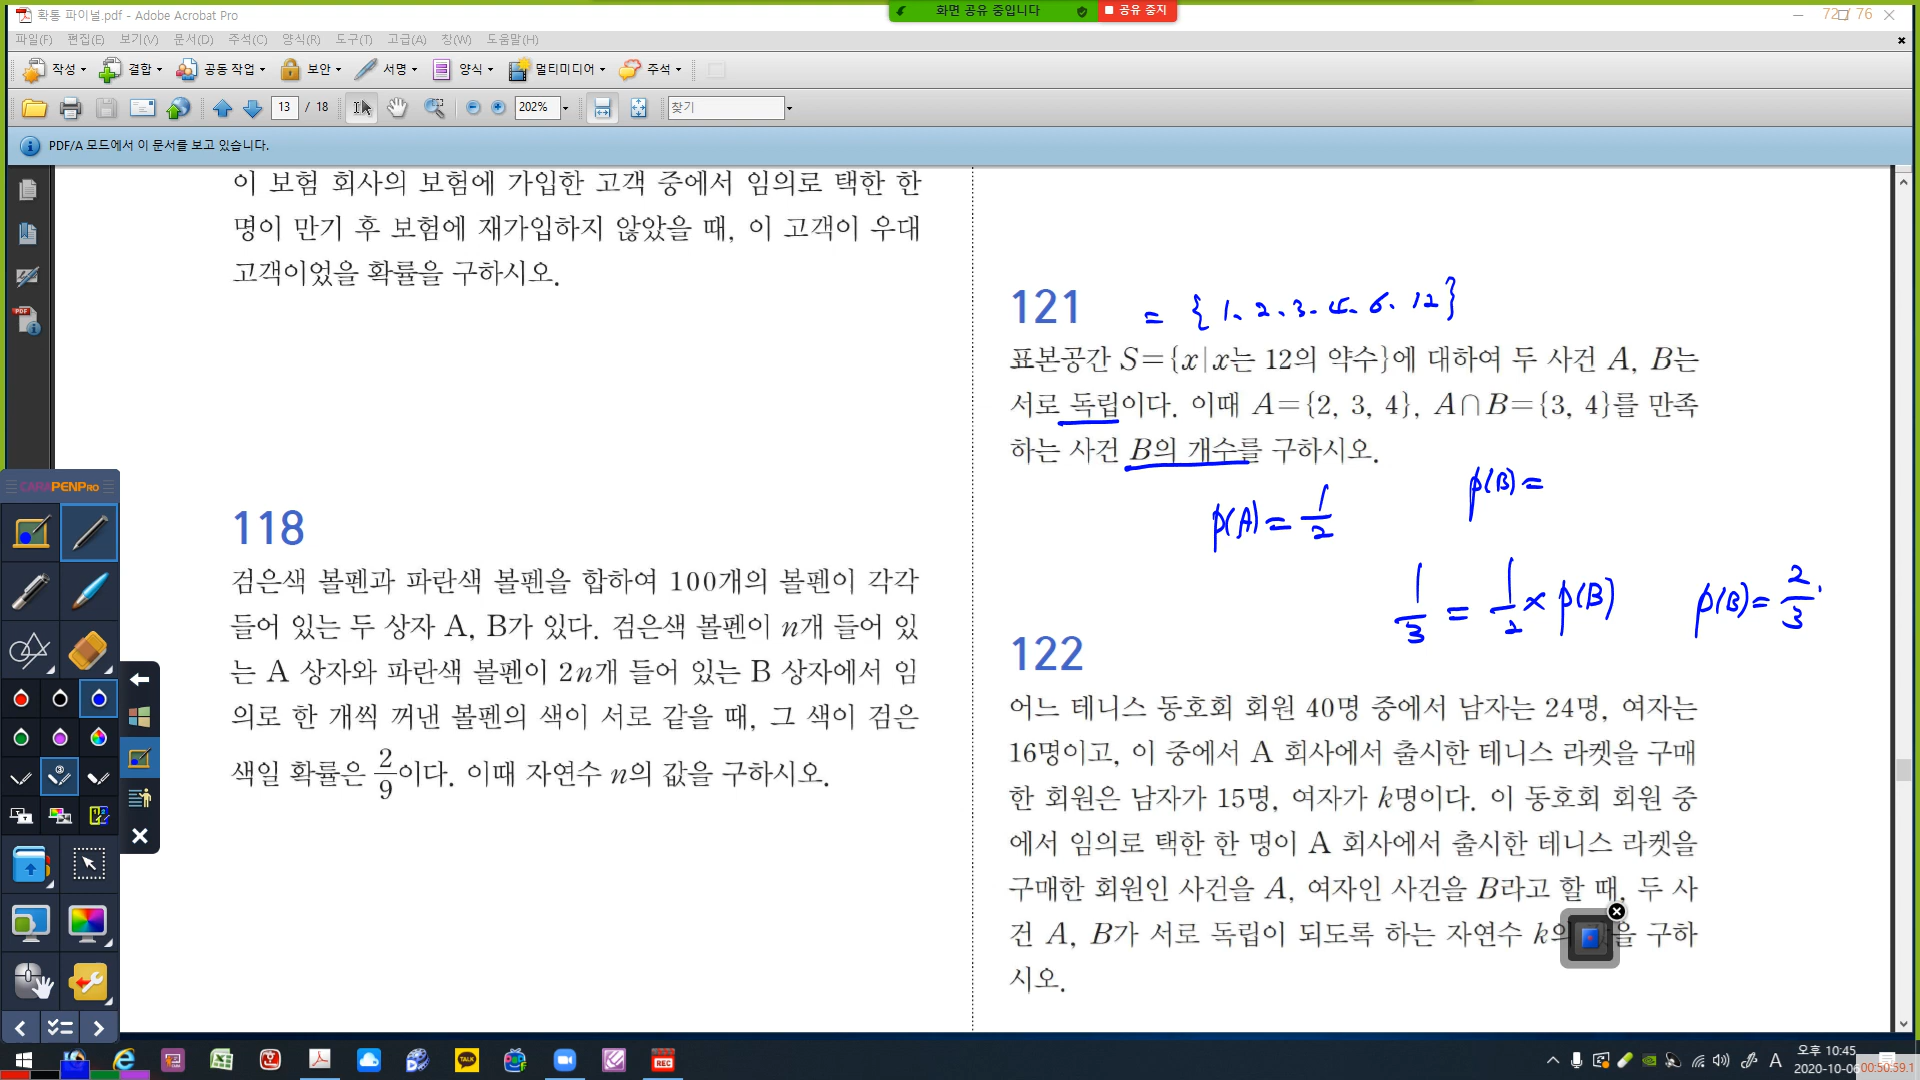 확통 파이널.pdf - Adobe Acrobat Pro
화면 공유 중입니다
공유 중지
72 / 76
파일(F) 편집(E) 보기(V) 문서(D) 주석(C) 양식(R) 도구(T) 고급(A) 창(W) 도움말(H)
작성 결합 공동 작업 보안 서명 양식 멀티미디어 주석
13 / 18 202% 찾기
PDF/A 모드에서 이 문서를 보고 있습니다.
이 보험 회사의 보험에 가입한 고객 중에서 임의로 택한 한
명이 만기 후 보험에 재가입하지 않았을 때, 이 고객이 우대
고객이었을 확률을 구하시오.
118
검은색 볼펜과 파란색 볼펜을 합하여 100개의 볼펜이 각각
들어 있는 두 상자 A, B가 있다. 검은색 볼펜이 n개 들어 있
는 A 상자와 파란색 볼펜이 2n개 들어 있는 B 상자에서 임
의로 한 개씩 꺼낸 볼펜의 색이 서로 같을 때, 그 색이 검은
색일 확률은 2/9이다. 이때 자연수 n의 값을 구하시오.
121
= {1. 2. 3. 4. 6. 12}
표본공간 S={x|x는 12의 약수}에 대하여 두 사건 A, B는
서로 독립이다. 이때 A={2, 3, 4}, A∩B={3, 4}를 만족
하는 사건 B의 개수를 구하시오.
p(A) = 1/2
p(B) =
1/3 = 1/2 × p(B)
p(B) = 2/3
122
어느 테니스 동호회 회원 40명 중에서 남자는 24명, 여자는
16명이고, 이 중에서 A 회사에서 출시한 테니스 라켓을 구매
한 회원은 남자가 15명, 여자가 k명이다. 이 동호회 회원 중
에서 임의로 택한 한 명이 A 회사에서 출시한 테니스 라켓을
구매한 회원인 사건을 A, 여자인 사건을 B라고 할 때, 두 사
건 A, B가 서로 독립이 되도록 하는 자연수 k의 을 구하
시오.
CARAPENPRO
오후 10:45
2020-10-06
00:50:59.1